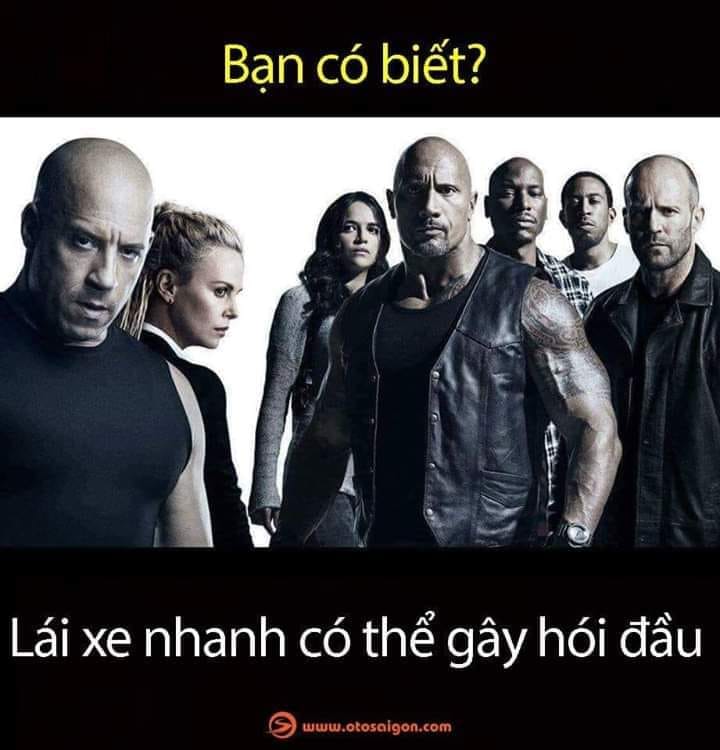 Bạn có biết?
Lái xe nhanh có thể gây hói đầu
www.otosaigon.com